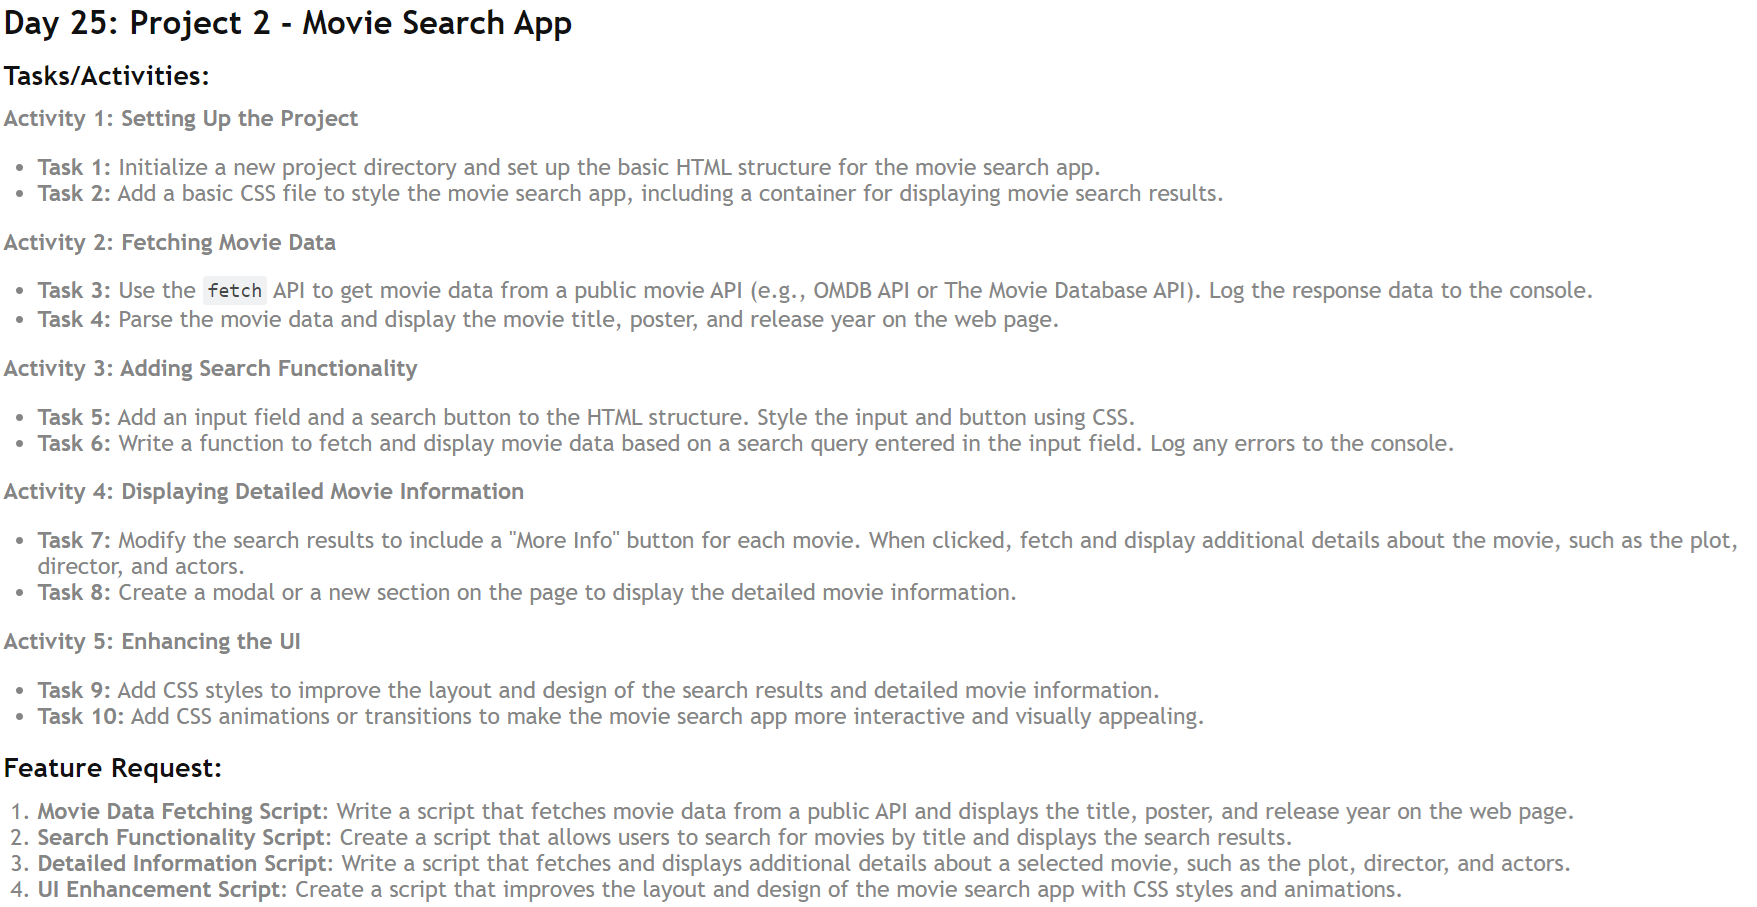 Day 25: Project 2 - Movie Search App
Tasks/Activities:
Activity 1: Setting Up the Project
• Task 1: Initialize a new project directory and set up the basic HTML structure for the movie search app.
• Task 2: Add a basic CSS file to style the movie search app, including a container for displaying movie search results.
Activity 2: Fetching Movie Data
• Task 3: Use the fetch API to get movie data from a public movie API (e.g., OMDB API or The Movie Database API). Log the response data to the console.
• Task 4: Parse the movie data and display the movie title, poster, and release year on the web page.
Activity 3: Adding Search Functionality
• Task 5: Add an input field and a search button to the HTML structure. Style the input and button using CSS.
• Task 6: Write a function to fetch and display movie data based on a search query entered in the input field. Log any errors to the console.
Activity 4: Displaying Detailed Movie Information
• Task 7: Modify the search results to include a "More Info" button for each movie. When clicked, fetch and display additional details about the movie, such as the plot,
director, and actors.
• Task 8: Create a modal or a new section on the page to display the detailed movie information.
Activity 5: Enhancing the UI
• Task 9: Add CSS styles to improve the layout and design of the search results and detailed movie information.
• Task 10: Add CSS animations or transitions to make the movie search app more interactive and visually appealing.
Feature Request:
1. Movie Data Fetching Script: Write a script that fetches movie data from a public API and displays the title, poster, and release year on the web page.
2. Search Functionality Script: Create a script that allows users to search for movies by title and displays the search results.
3. Detailed Information Script: Write a script that fetches and displays additional details about a selected movie, such as the plot, director, and actors.
4. UI Enhancement Script: Create a script that improves the layout and design of the movie search app with CSS styles and animations.